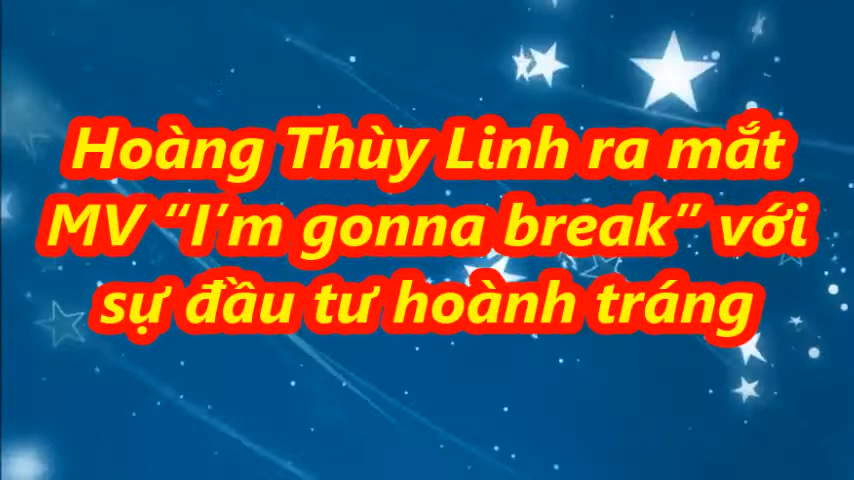 Hoàng Thùy Linh ra mắt
MV “I’m gonna break” với
sự đầu tư hoành tráng